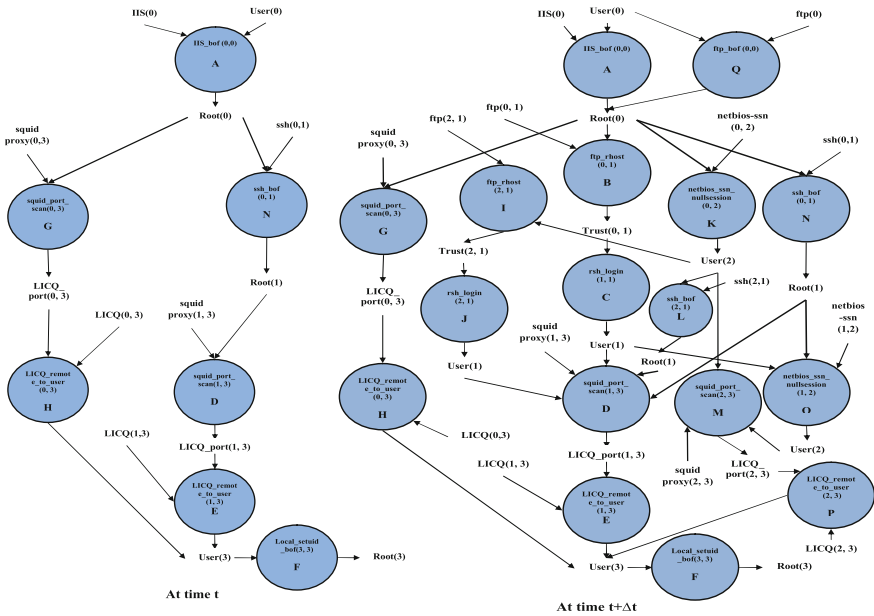 IIS(0)
User(0)
IIS_bof (0,0)
A
Root(0)
squid
proxy(0,3)
ssh(0,1)
squid_port_
scan(0, 3)
G
ssh_bof
(0, 1)
N
LICQ_
port(0, 3)
Root(1)
LICQ(0, 3)
squid
proxy(1, 3)
LICQ_remot
e_to_user
(0, 3)
H
squid_port_
scan(1, 3)
D
LICQ(1,3)
LICQ_port(1, 3)
LICQ_remot
e_to_user
(1, 3)
E
User(3)
Local_setuid
_bof(3, 3)
F
Root(3)
At time t
IIS(0)
User(0)
ftp(0)
IIS_bof (0,0)
A
ftp_bof (0,0)
Q
ftp(0, 1)
ftp(2, 1)
Root(0)
netbios-ssn
(0, 2)
squid
proxy(0, 3)
ssh(0,1)
ftp_rhost
(2, 1)
I
ftp_rhost
(0, 1)
B
netbios_ssn_
nullsession
(0, 2)
K
ssh_bof
(0, 1)
N
squid_port_
scan(0, 3)
G
Trust(2, 1)
Trust(0, 1)
User(2)
Root(1)
LICQ_
port(0, 3)
rsh_login
(2, 1)
J
rsh_login
(1, 1)
C
ssh_bof
(2, 1)
L
ssh(2,1)
netbios
-ssn
(1,2)
squid
proxy(1, 3)
User(1)
User(1)
Root(1)
LICQ_remot
e_to_user
(0, 3)
H
squid_port_
scan(1, 3)
D
squid_port_
scan(2, 3)
M
netbios_ssn_
nullsession
(1, 2)
O
LICQ(0,3)
User(2)
LICQ_port(1, 3)
LICQ_
port(2, 3)
squid
proxy(2, 3)
LICQ(1, 3)
LICQ_remot
e_to_user
(1, 3)
E
LICQ_remot
e_to_user
(2, 3)
P
LICQ(2, 3)
User(3)
Local_setuid
_bof(3, 3)
F
Root(3)
At time t+Δt